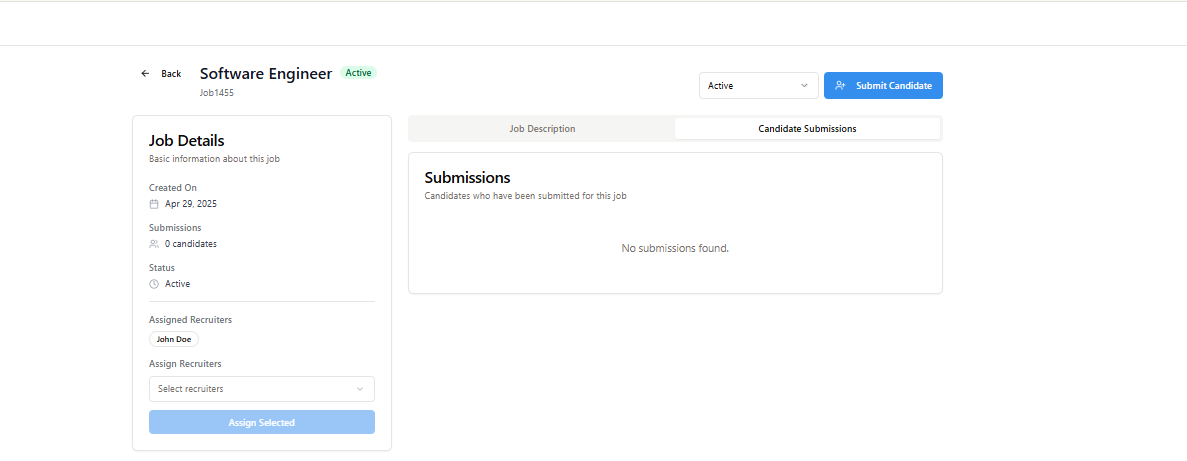 Back
Software Engineer
Active
Job1455
Active
Submit Candidate
Job Details
Basic information about this job
Created On
Apr 29, 2025
Submissions
0 candidates
Status
Active
Assigned Recruiters
John Doe
Assign Recruiters
Select recruiters
Assign Selected
Job Description
Candidate Submissions
Submissions
Candidates who have been submitted for this job
No submissions found.